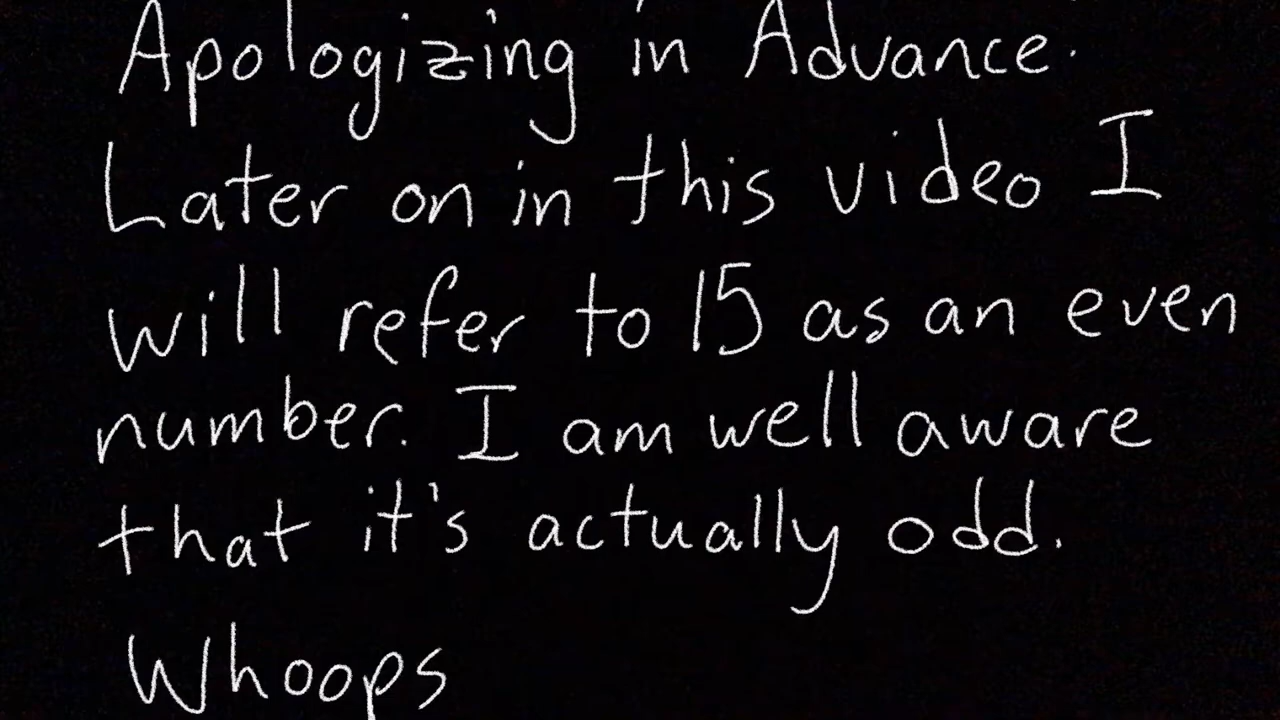 Apologizing in Advance.
Later on in this video I
will refer to 15 as an even
number. I am well aware
that it's actually odd.
Whoops